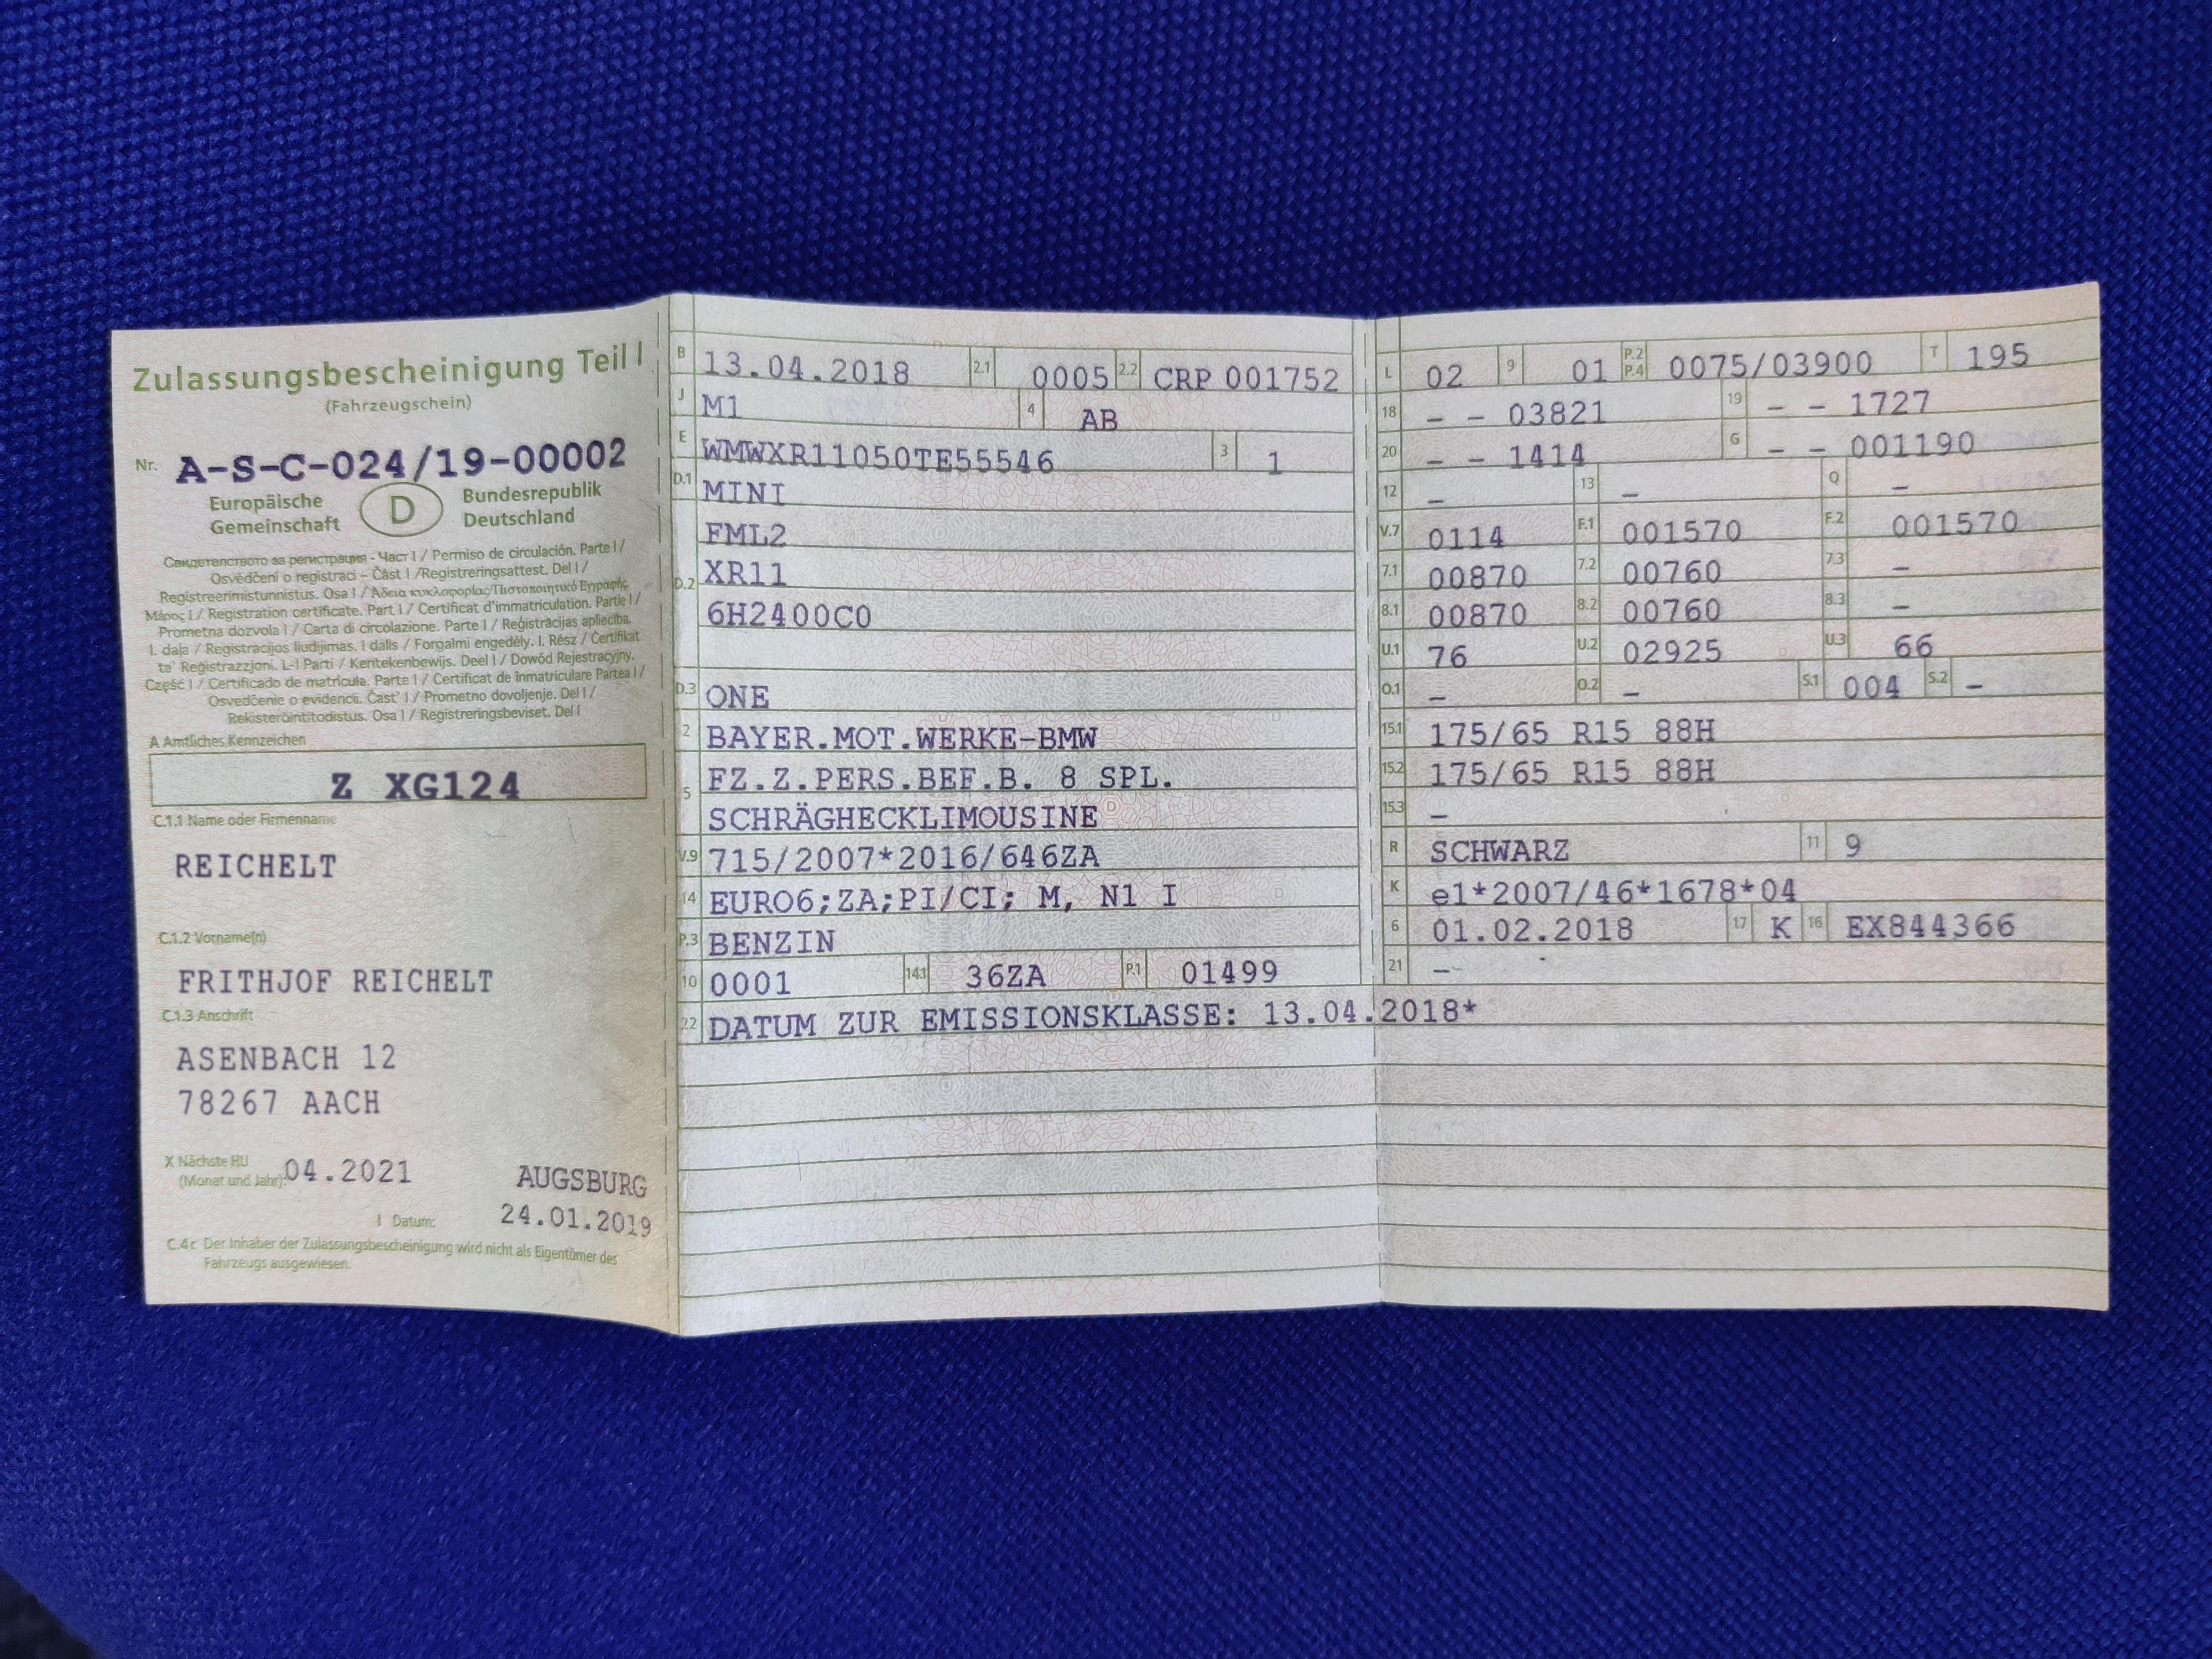 Zulassungsbescheinigung Teil I
(Fahrzeugschein)
Nr. A-S-C-024/19-00002
Europäische Gemeinschaft D Bundesrepublik Deutschland
Свидетелството за регистрация - Част I / Permiso de circulación. Parte I /
Osvědčení o registraci – Část I /Registreringsattest. Del I /
Registreerimistunnistus. Osa I / Άδεια κυκλοφορίας/Πιστοποιητικό Εγγραφής
Μέρος I / Registration certificate. Part I / Certificat d'immatriculation. Partie I /
Prometna dozvola I / Carta di circolazione. Parte I / Reģistrācijas apliecība.
I. daļa / Registracijos liudijimas. I dalis / Forgalmi engedély. I. Rész / Ċertifikat
ta' Reġistrazzjoni. L-I Parti / Kentekenbewijs. Deel I / Dowód Rejestracyjny.
Część I / Certificado de matrícula. Parte I / Certificat de înmatriculare Partea I /
Osvedčenie o evidencii. Časť I / Prometno dovoljenje. Del I /
Rekisteröintitodistus. Osa I / Registreringsbeviset. Del I
A Amtliches Kennzeichen
Z XG124
C.1.1 Name oder Firmenname
REICHELT
C.1.2 Vorname(n)
FRITHJOF REICHELT
C.1.3 Anschrift
ASENBACH 12
78267 AACH
X Nächste HU
(Monat und Jahr): 04.2021
AUGSBURG
I Datum: 24.01.2019
C.4c Der Inhaber der Zulassungsbescheinigung wird nicht als Eigentümer des
Fahrzeugs ausgewiesen.
B 13.04.2018 2.1 0005 2.2 CRP 001752
J M1 4 AB
E WMWXR11050TE55546 3 1
D.1 MINI
FML2
D.2 XR11
6H2400C0
D.3 ONE
2 BAYER.MOT.WERKE-BMW
5 FZ.Z.PERS.BEF.B. 8 SPL.
SCHRÄGHECKLIMOUSINE
V.9 715/2007*2016/646ZA
14 EURO6;ZA;PI/CI; M, N1 I
P.3 BENZIN
10 0001 14.1 36ZA P.1 01499
22 DATUM ZUR EMISSIONSKLASSE: 13.04.2018*
L 02 9 01 P.2 P.4 0075/03900 T 195
18 – – 03821 19 – – 1727
20 – – 1414 G – – 001190
12 – 13 – Q –
V.7 0114 F.1 001570 F.2 001570
7.1 00870 7.2 00760 7.3 –
8.1 00870 8.2 00760 8.3 –
U.1 76 U.2 02925 U.3 66
O.1 – O.2 – S.1 004 S.2 –
15.1 175/65 R15 88H
15.2 175/65 R15 88H
15.3 –
R SCHWARZ 11 9
K e1*2007/46*1678*04
6 01.02.2018 17 K 16 EX844366
21 –